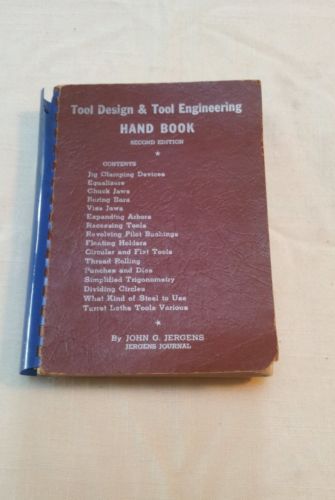 Tool Design & Tool Engineering
HAND BOOK
SECOND EDITION
CONTENTS
Jig Clamping Devices
Equalizers
Chuck Jaws
Boring Bars
Vise Jaws
Expanding Arbors
Recessing Tools
Revolving Pilot Bushings
Floating Holders
Circular and Flat Tools
Thread Rolling
Punches and Dies
Simplified Trigonometry
Dividing Circles
What Kind of Steel to Use
Turret Lathe Tools Various
By JOHN G. JERGENS
JERGENS JOURNAL